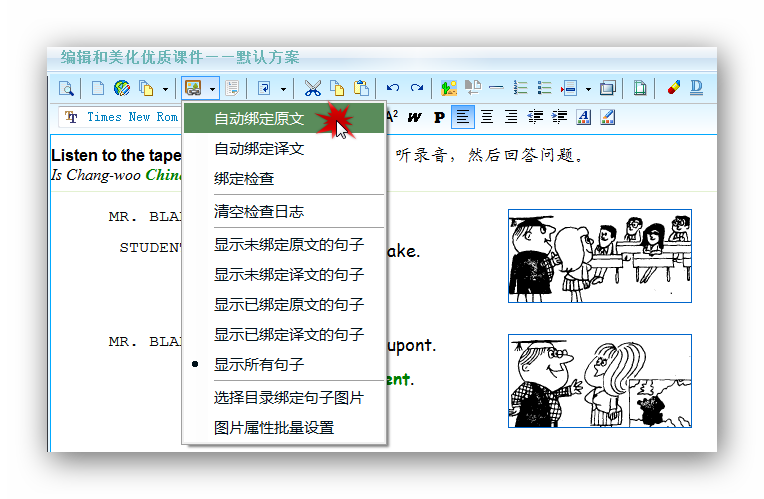 编辑和美化优质课件——默认方案
Times New Rom
A² W P
自动绑定原文
自动绑定译文
绑定检查
清空检查日志
显示未绑定原文的句子
显示未绑定译文的句子
显示已绑定原文的句子
显示已绑定译文的句子
显示所有句子
选择目录绑定句子图片
图片属性批量设置
Listen to the tape
听录音，然后回答问题。
Is Chang-woo Chin
MR. BLA
STUDEN
ake.
MR. BLA
upont.
ent.